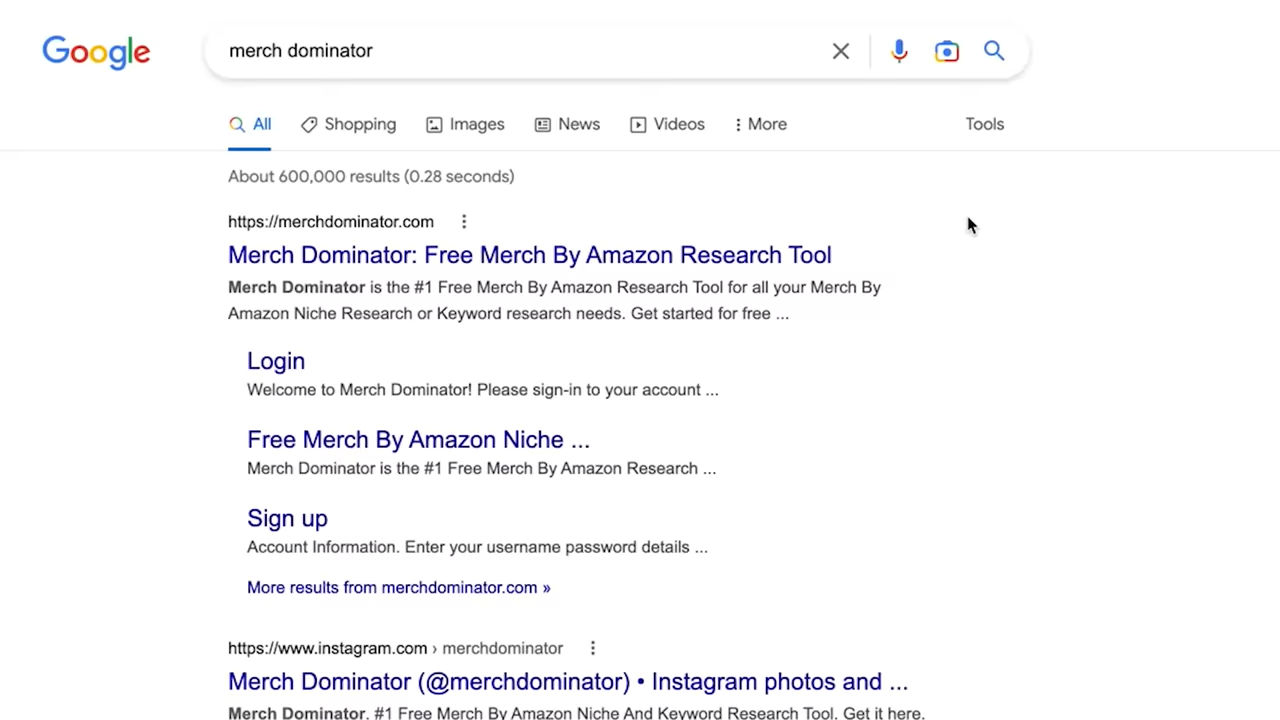 Google
merch dominator
All Shopping Images News Videos More Tools
About 600,000 results (0.28 seconds)
https://merchdominator.com
Merch Dominator: Free Merch By Amazon Research Tool
Merch Dominator is the #1 Free Merch By Amazon Research Tool for all your Merch By
Amazon Niche Research or Keyword research needs. Get started for free ...
Login
Welcome to Merch Dominator! Please sign-in to your account ...
Free Merch By Amazon Niche ...
Merch Dominator is the #1 Free Merch By Amazon Research ...
Sign up
Account Information. Enter your username password details ...
More results from merchdominator.com »
https://www.instagram.com › merchdominator
Merch Dominator (@merchdominator) • Instagram photos and ...
Merch Dominator. #1 Free Merch By Amazon Niche And Keyword Research Tool. Get it here.